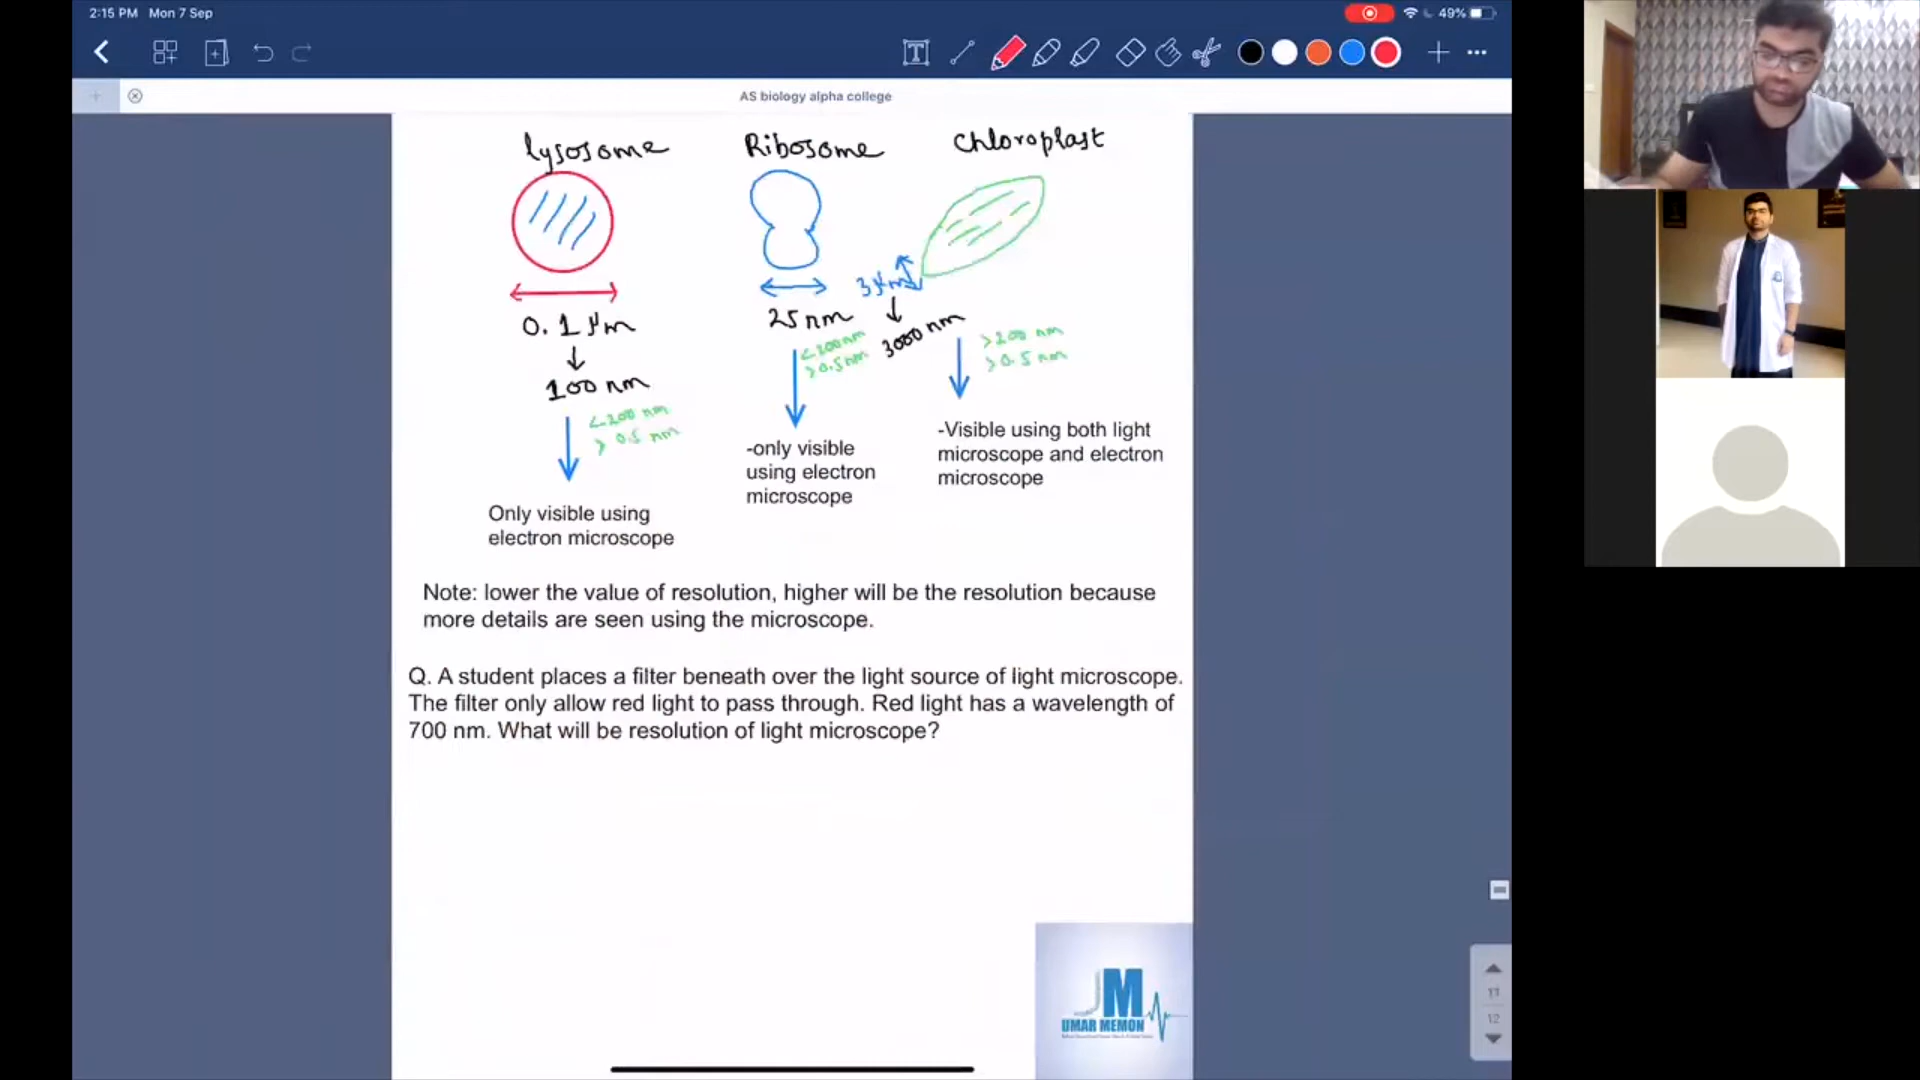 2:15 PM Mon 7 Sep
49%
AS biology alpha college
Lysosome
Ribosome
Chloroplast
3 μm
0.1 μm
25 nm
3000 nm
<200 nm
>0.5 nm
>200 nm
>0.5 nm
100 nm
<200 nm
> 0.5 nm
-only visible
using electron
microscope
-Visible using both light
microscope and electron
microscope
Only visible using
electron microscope
Note: lower the value of resolution, higher will be the resolution because
more details are seen using the microscope.
Q. A student places a filter beneath over the light source of light microscope.
The filter only allow red light to pass through. Red light has a wavelength of
700 nm. What will be resolution of light microscope?
11
12
JM
UMAR MEMON